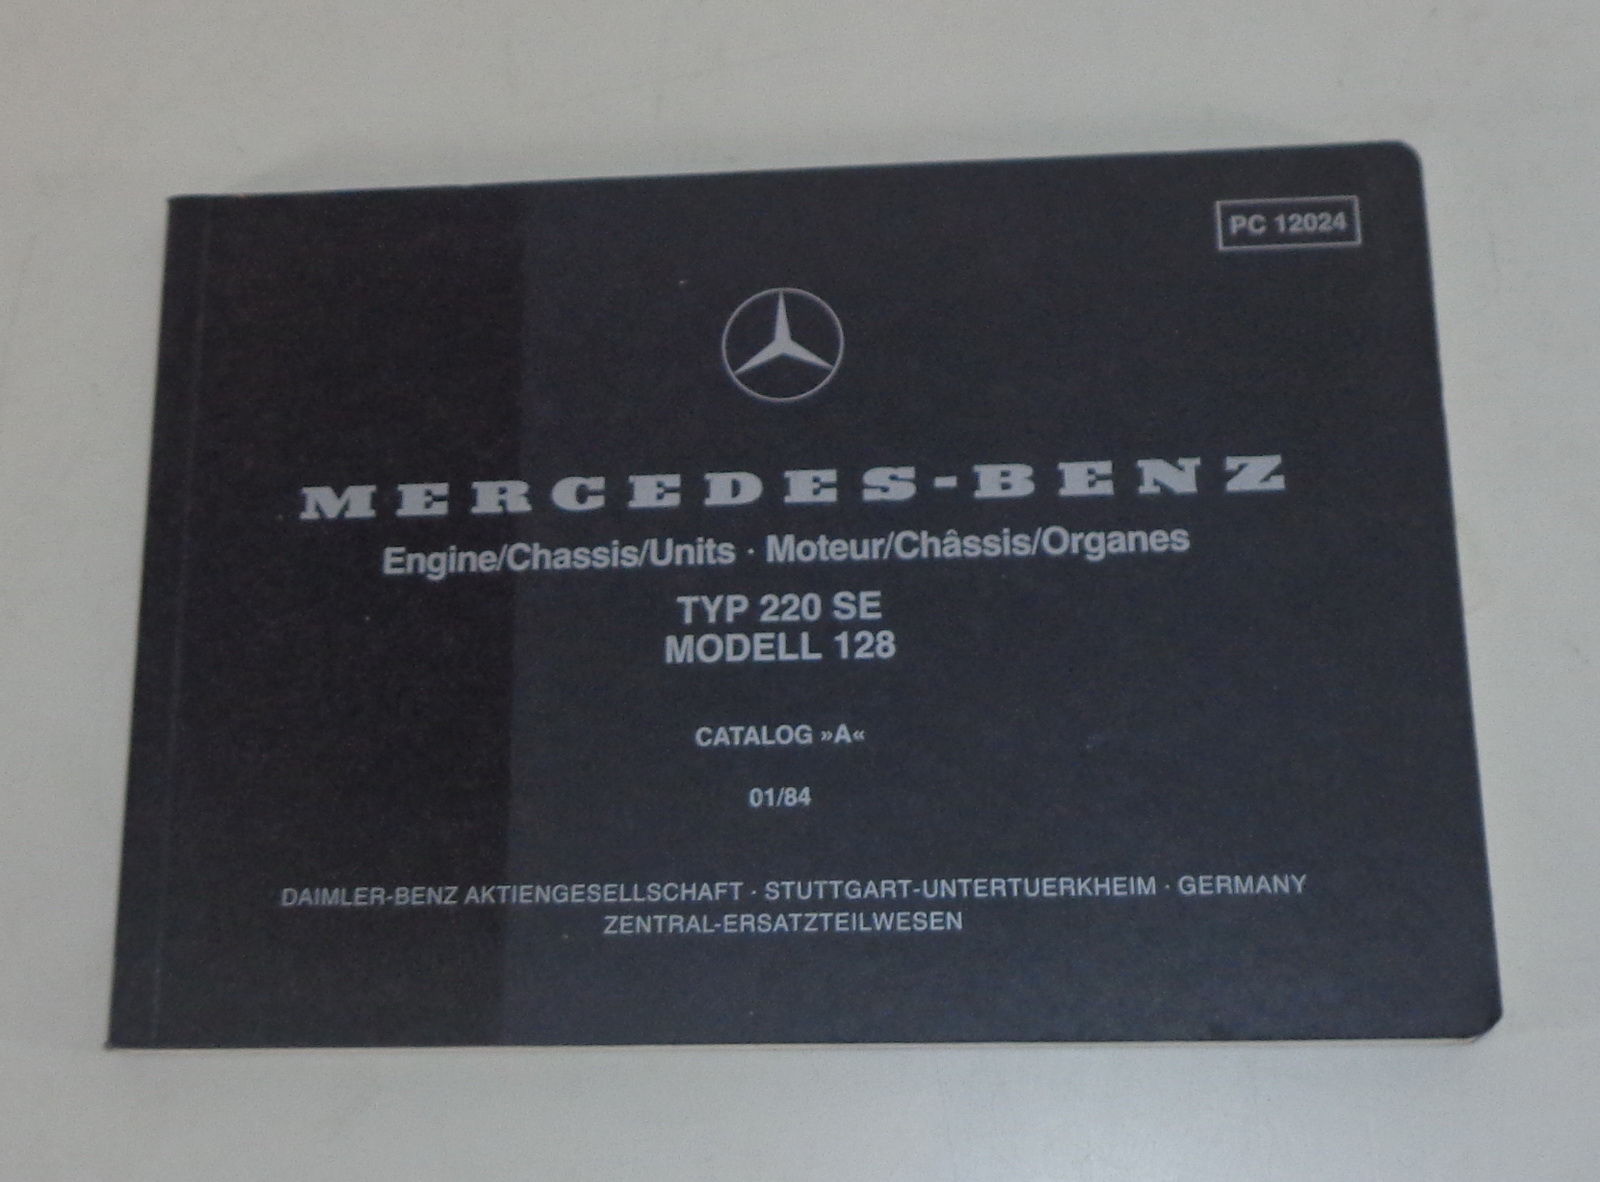 PC 12024
MERCEDES-BENZ
Engine/Chassis/Units · Moteur/Châssis/Organes
TYP 220 SE
MODELL 128
CATALOG »A«
01/84
DAIMLER-BENZ AKTIENGESELLSCHAFT · STUTTGART-UNTERTUERKHEIM · GERMANY
ZENTRAL-ERSATZTEILWESEN